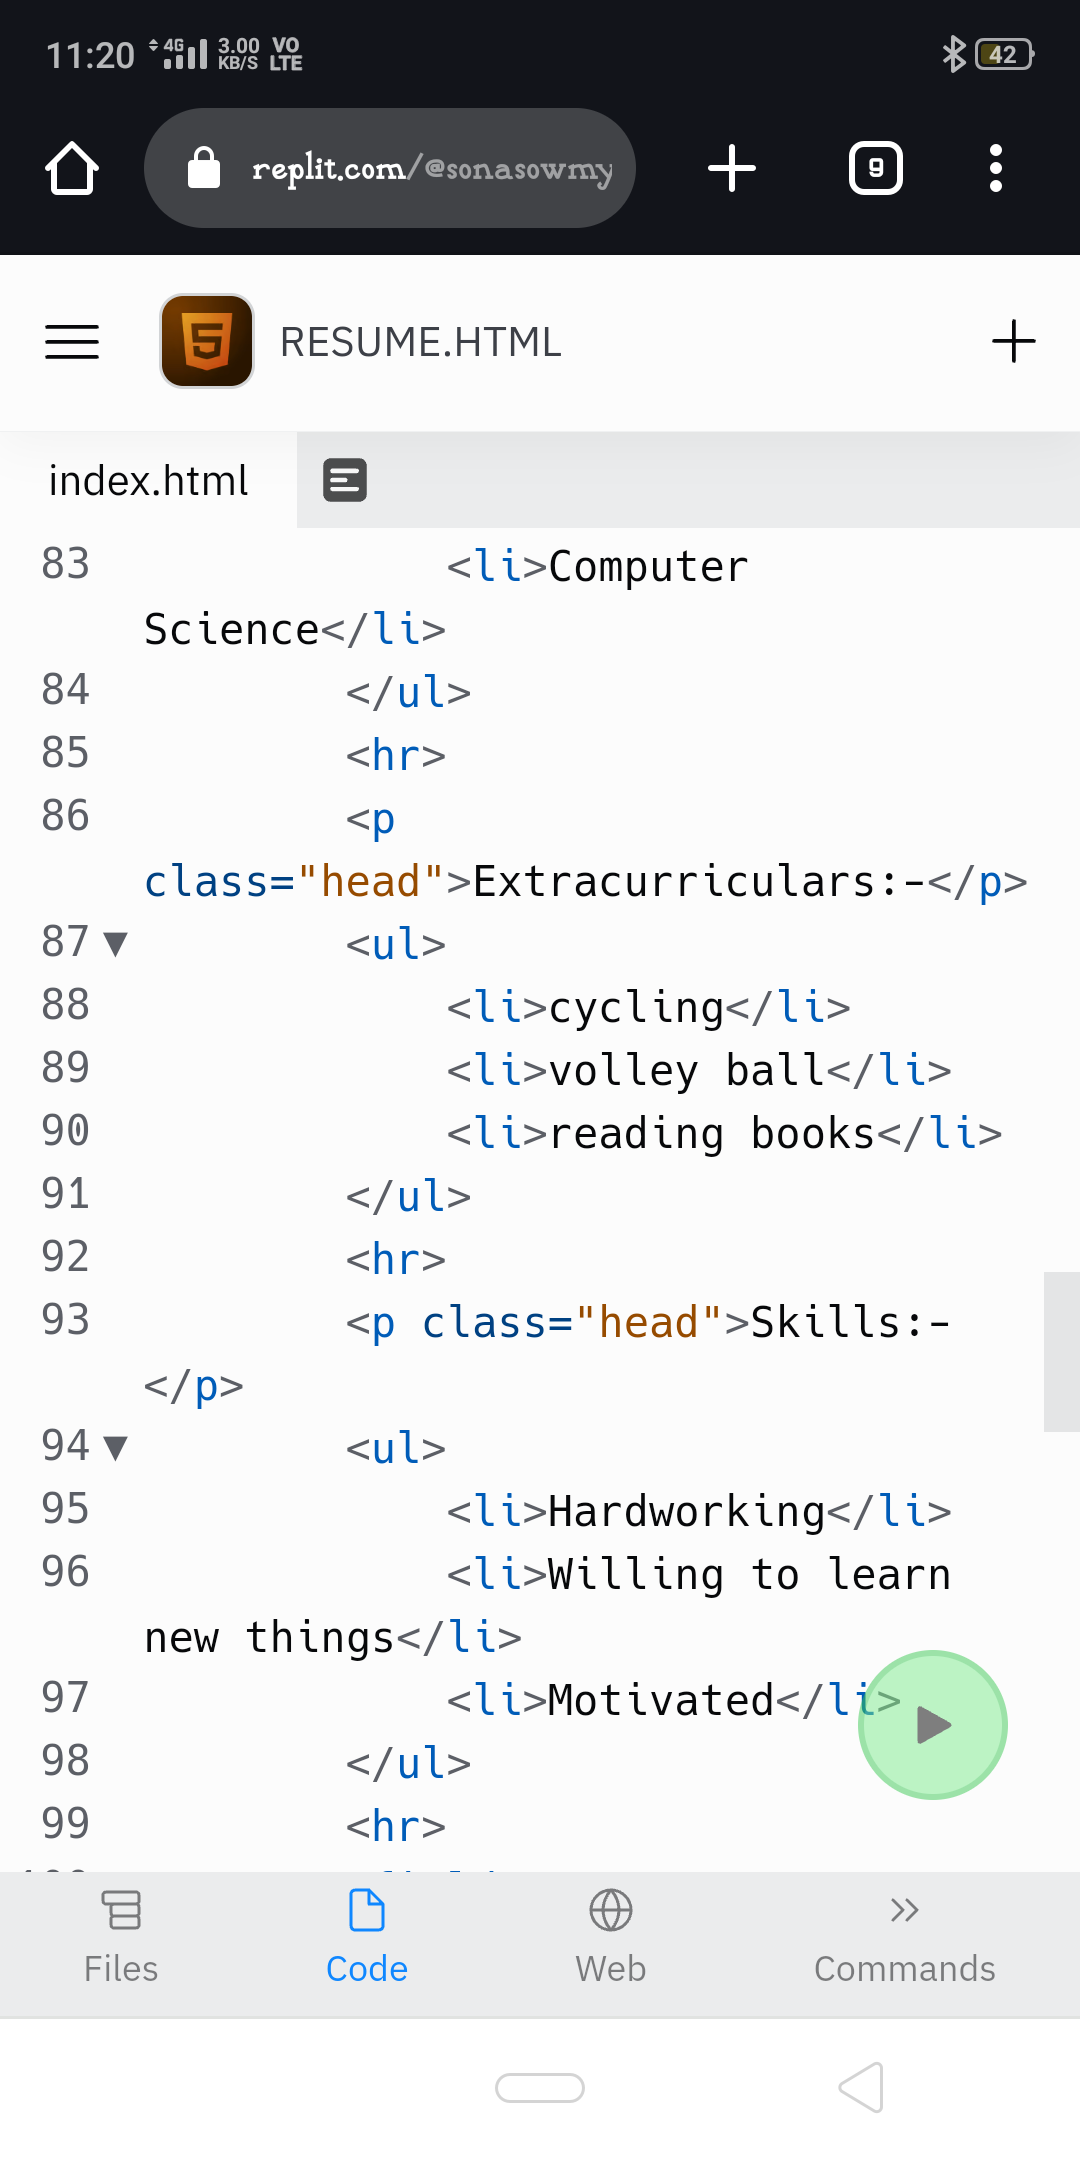 11:20 4G 3.00 KB/S VO LTE 42
replit.com/@sonasowmy 9
RESUME.HTML
index.html
83 <li>Computer
Science</li>
84 </ul>
85 <hr>
86 <p
class="head">Extracurriculars:-</p>
87 <ul>
88 <li>cycling</li>
89 <li>volley ball</li>
90 <li>reading books</li>
91 </ul>
92 <hr>
93 <p class="head">Skills:-
</p>
94 <ul>
95 <li>Hardworking</li>
96 <li>Willing to learn
new things</li>
97 <li>Motivated</li>
98 </ul>
99 <hr>
Files Code Web Commands